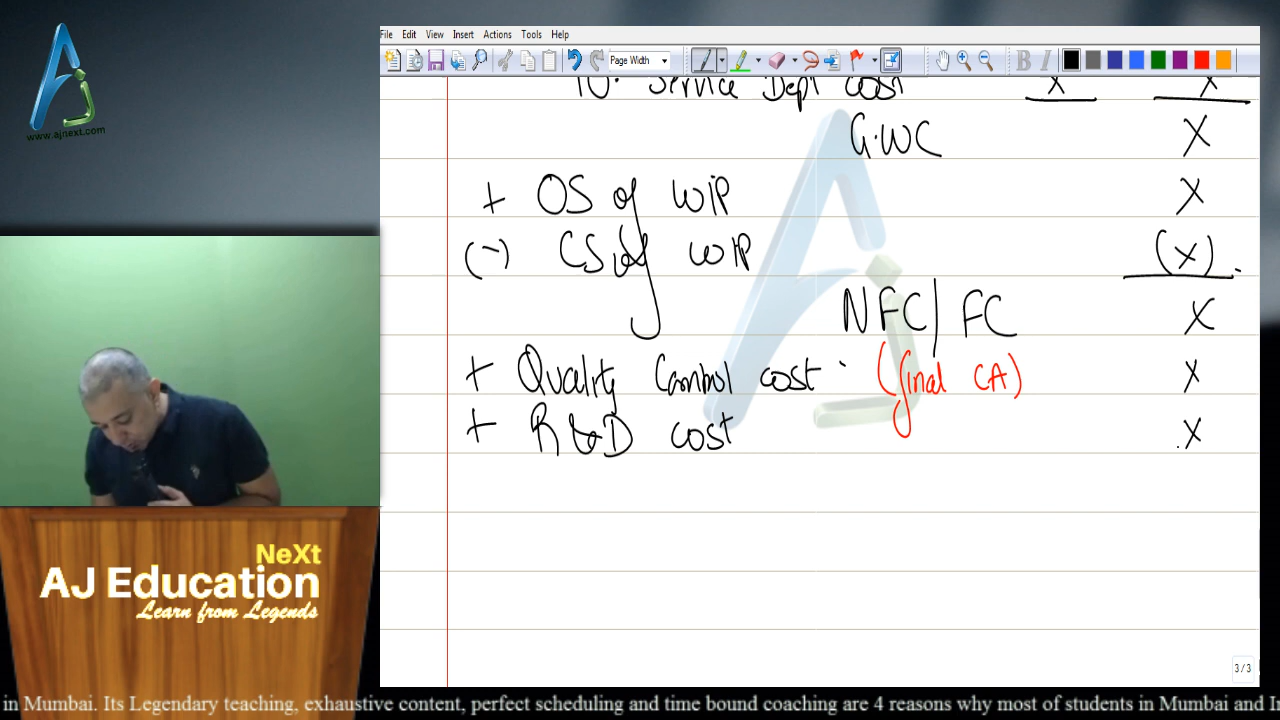 www.ajnext.com
File Edit View Insert Actions Tools Help
Page Width
B I U
10. Service Dept cost X X
G.WC X
+ OS of WIP X
(-) CS of WIP (X)
NFC | FC X
+ Quality Control cost (final CA) X
+ R & D cost X
3/3
NeXt
AJ Education
Learn from Legends
in Mumbai. Its Legendary teaching, exhaustive content, perfect scheduling and time bound coaching are 4 reasons why most of students in Mumbai and I